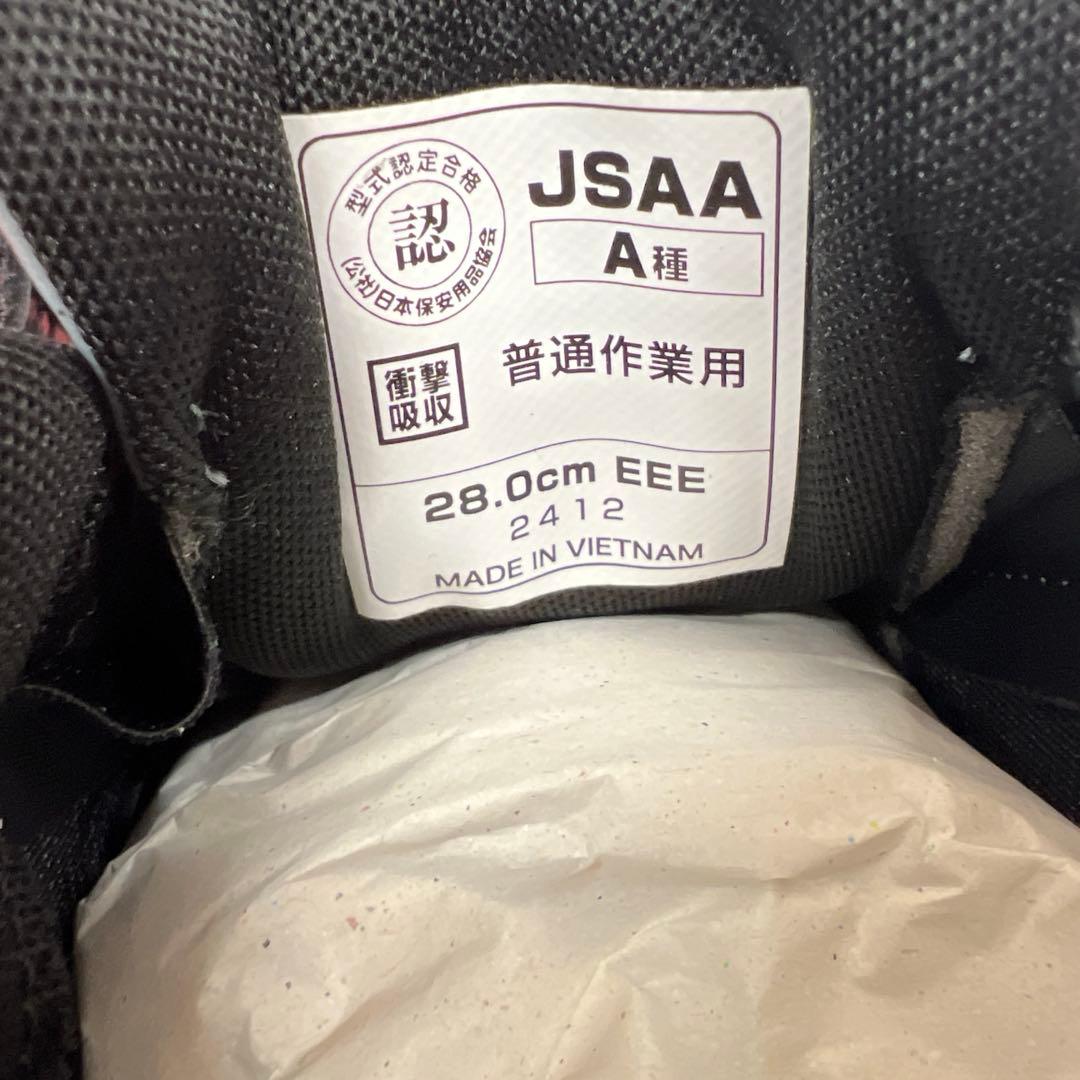 型式認定合格
認
(公社)日本保安用品協会
JSAA
A種
衝撃
吸収
普通作業用
28.0cm EEE
2412
MADE IN VIETNAM